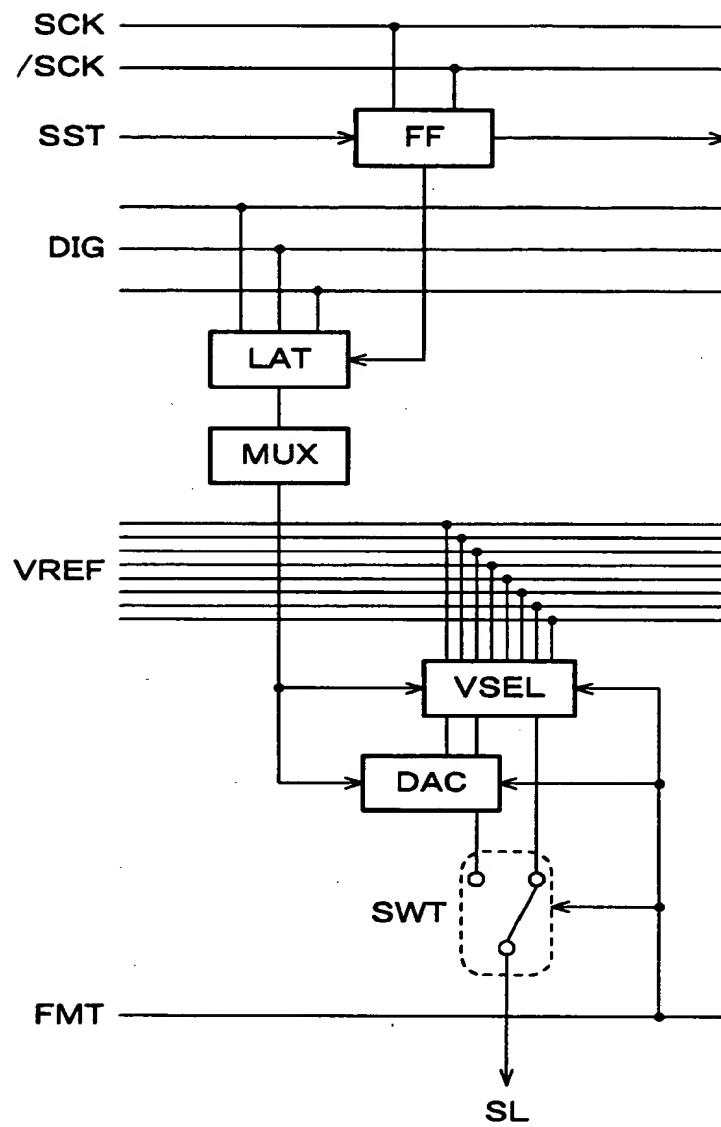 SCK
/SCK
SST
FF
DIG
LAT
MUX
VREF
VSEL
DAC
SWT
FMT
SL